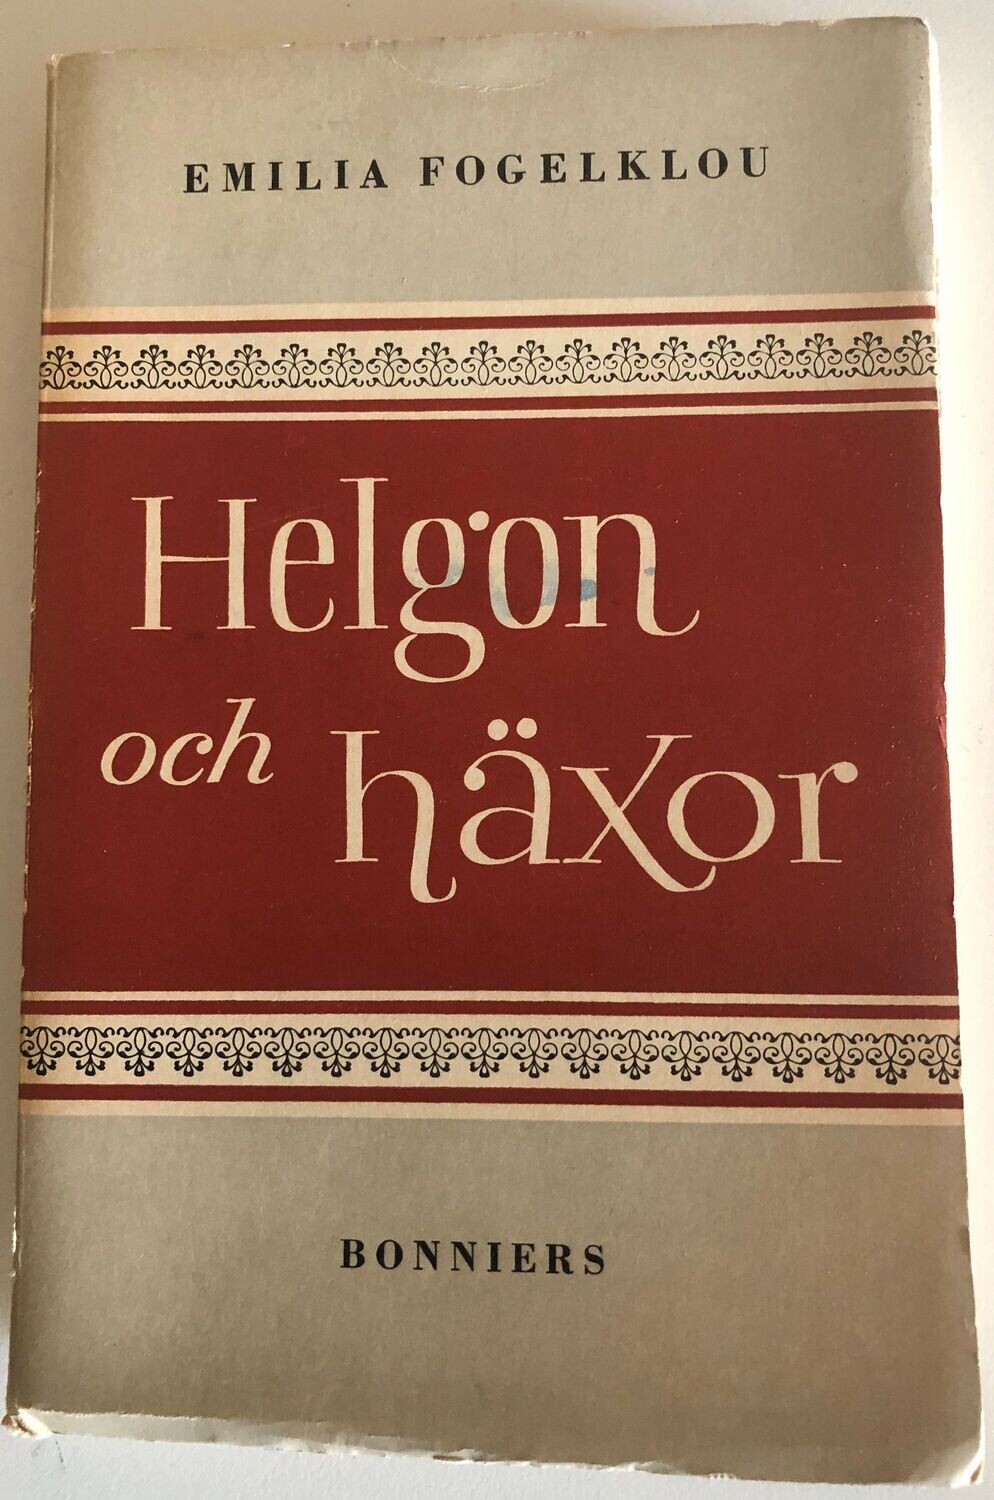 EMILIA FOGELKLOU
Helgon
och häxor
BONNIERS